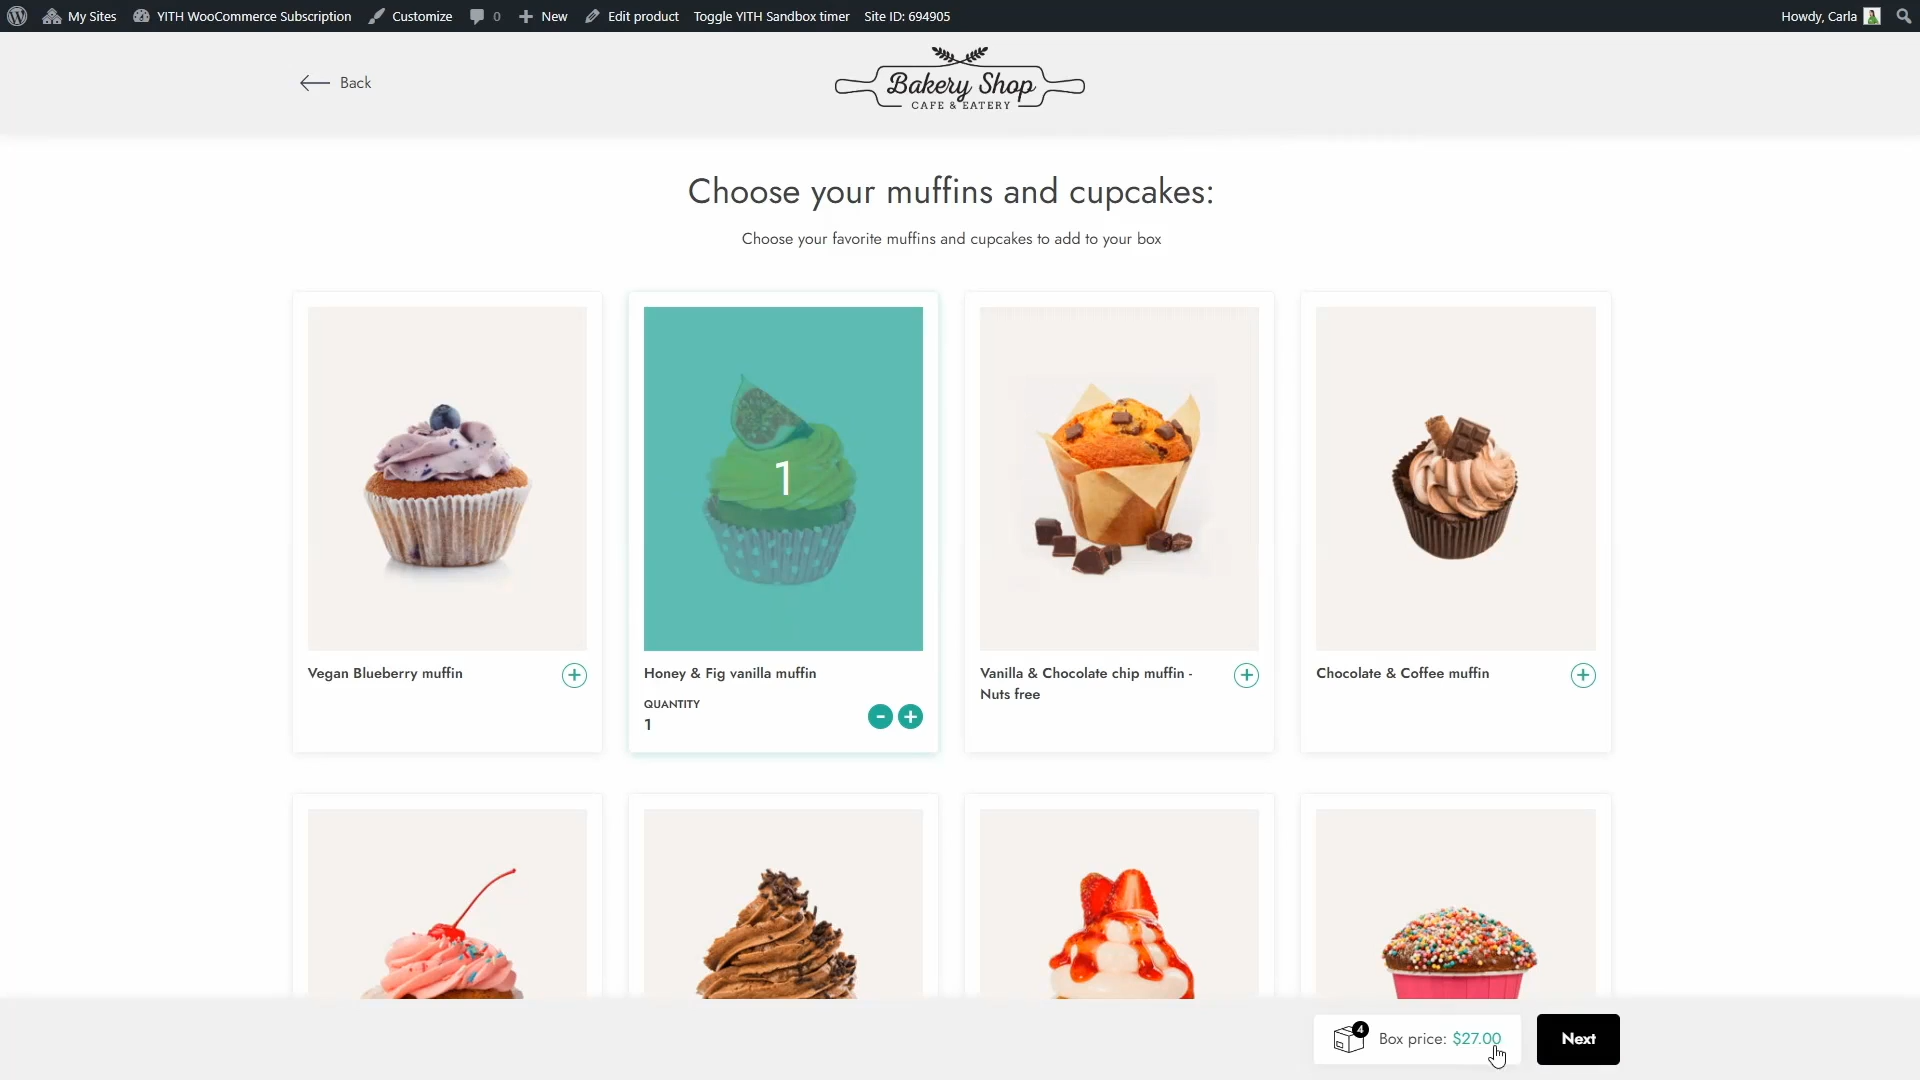 My Sites YITH WooCommerce Subscription Customize 0 New Edit product Toggle YITH Sandbox timer Site ID: 694905 Howdy, Carla
Back
Bakery Shop
CAFE & EATERY
Choose your muffins and cupcakes:
Choose your favorite muffins and cupcakes to add to your box
1
Vegan Blueberry muffin
Honey & Fig vanilla muffin
QUANTITY
1
Vanilla & Chocolate chip muffin -
Nuts free
Chocolate & Coffee muffin
4
Box price: $27.00
Next